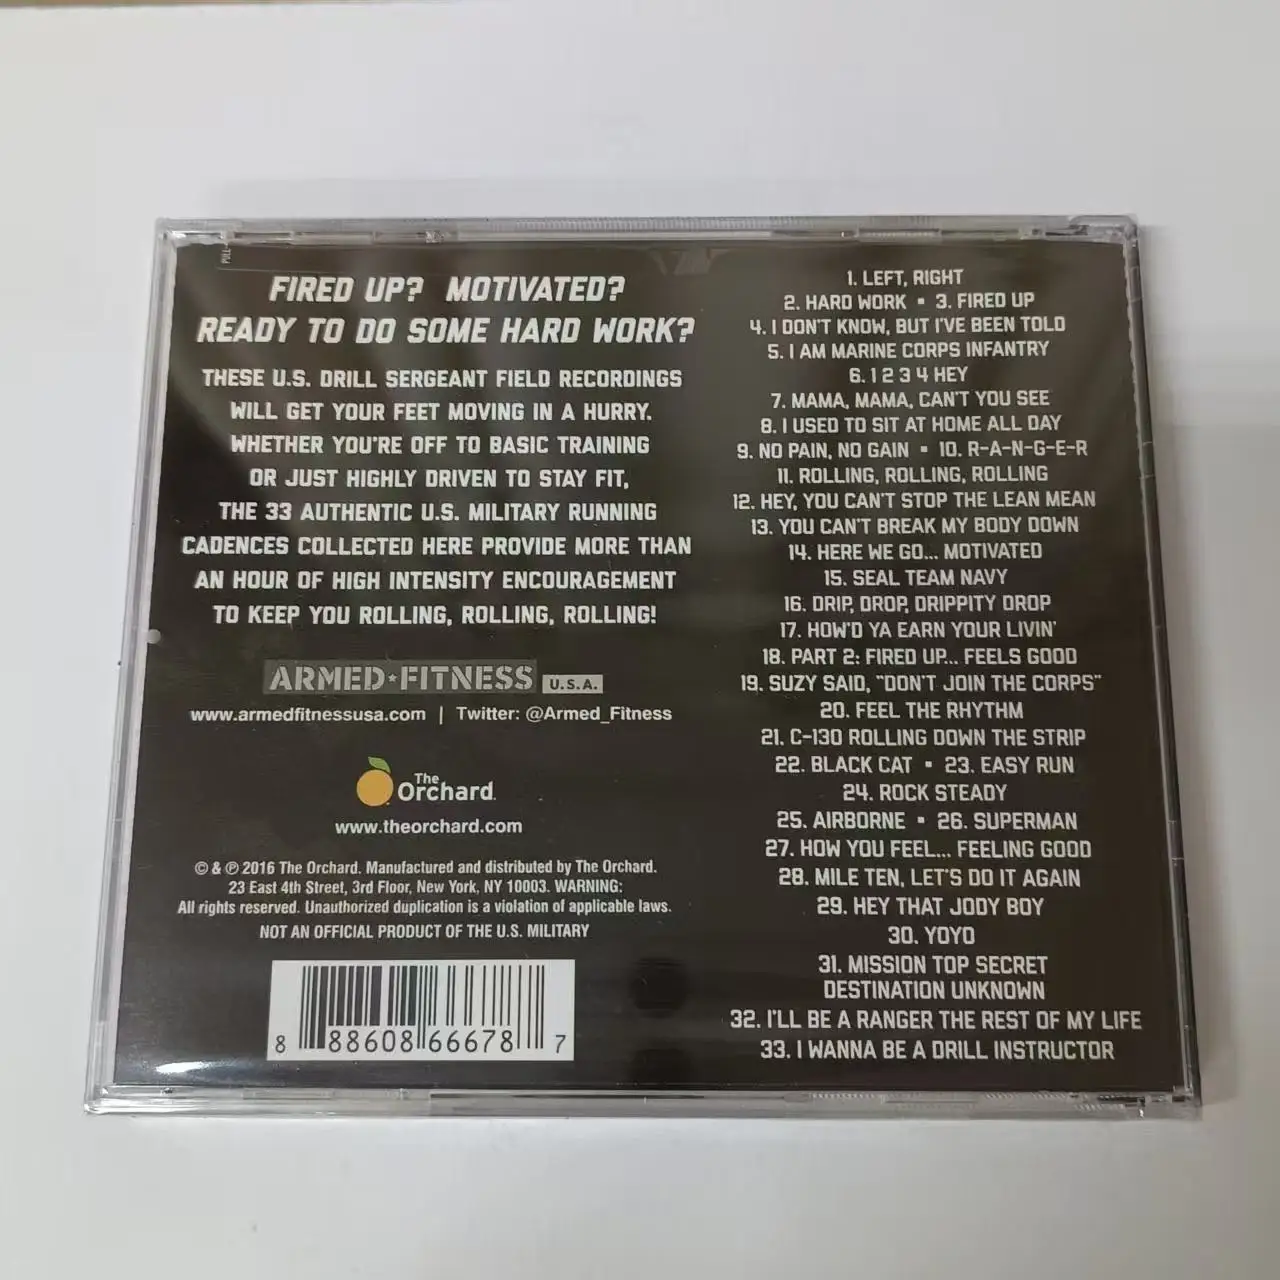 FIRED UP? MOTIVATED?
READY TO DO SOME HARD WORK?
THESE U.S. DRILL SERGEANT FIELD RECORDINGS
WILL GET YOUR FEET MOVING IN A HURRY.
WHETHER YOU'RE OFF TO BASIC TRAINING
OR JUST HIGHLY DRIVEN TO STAY FIT,
THE 33 AUTHENTIC U.S. MILITARY RUNNING
CADENCES COLLECTED HERE PROVIDE MORE THAN
AN HOUR OF HIGH INTENSITY ENCOURAGEMENT
TO KEEP YOU ROLLING, ROLLING, ROLLING!
ARMED★FITNESS U.S.A.
www.armedfitnessusa.com | Twitter: @Armed_Fitness
The
Orchard
www.theorchard.com
© & ℗ 2016 The Orchard. Manufactured and distributed by The Orchard.
23 East 4th Street, 3rd Floor, New York, NY 10003. WARNING:
All rights reserved. Unauthorized duplication is a violation of applicable laws.
NOT AN OFFICIAL PRODUCT OF THE U.S. MILITARY
8 88608 66678 7
1. LEFT, RIGHT
2. HARD WORK ▪ 3. FIRED UP
4. I DON'T KNOW, BUT I'VE BEEN TOLD
5. I AM MARINE CORPS INFANTRY
6. 1 2 3 4 HEY
7. MAMA, MAMA, CAN'T YOU SEE
8. I USED TO SIT AT HOME ALL DAY
9. NO PAIN, NO GAIN ▪ 10. R-A-N-G-E-R
11. ROLLING, ROLLING, ROLLING
12. HEY, YOU CAN'T STOP THE LEAN MEAN
13. YOU CAN'T BREAK MY BODY DOWN
14. HERE WE GO... MOTIVATED
15. SEAL TEAM NAVY
16. DRIP, DROP, DRIPPITY DROP
17. HOW'D YA EARN YOUR LIVIN'
18. PART 2: FIRED UP... FEELS GOOD
19. SUZY SAID, "DON'T JOIN THE CORPS"
20. FEEL THE RHYTHM
21. C-130 ROLLING DOWN THE STRIP
22. BLACK CAT ▪ 23. EASY RUN
24. ROCK STEADY
25. AIRBORNE ▪ 26. SUPERMAN
27. HOW YOU FEEL... FEELING GOOD
28. MILE TEN, LET'S DO IT AGAIN
29. HEY THAT JODY BOY
30. YOYO
31. MISSION TOP SECRET
DESTINATION UNKNOWN
32. I'LL BE A RANGER THE REST OF MY LIFE
33. I WANNA BE A DRILL INSTRUCTOR